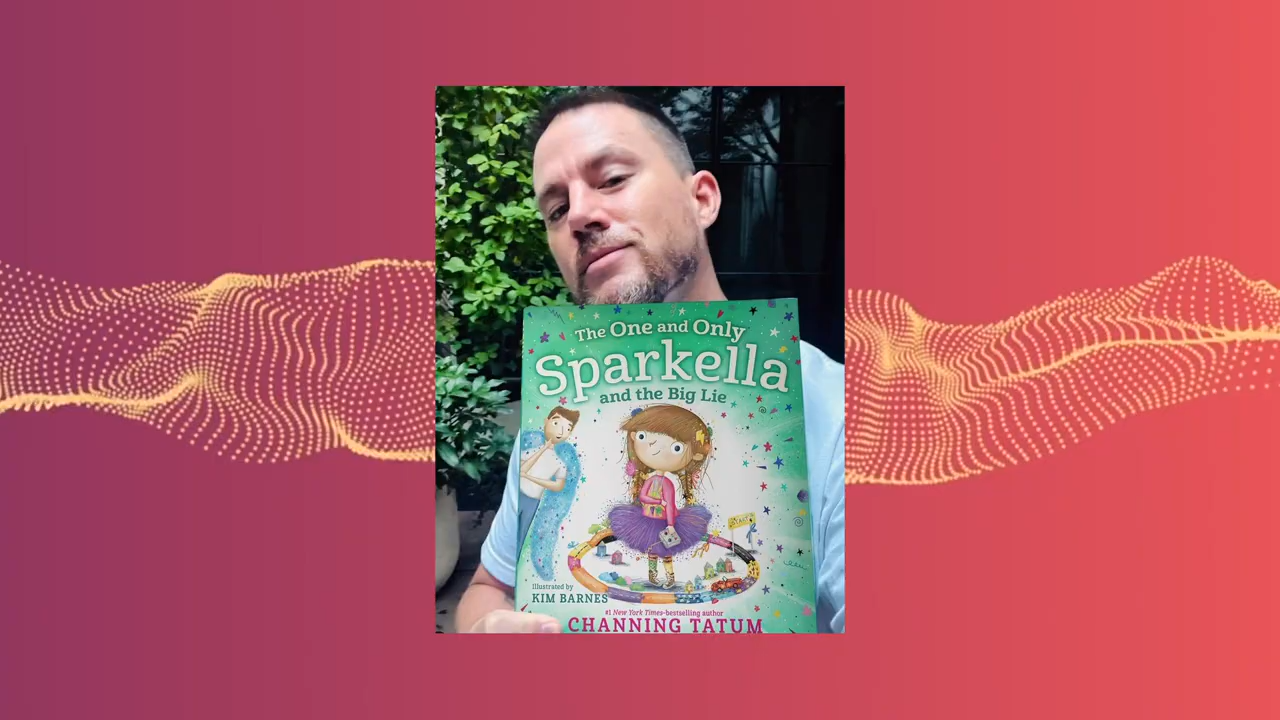 The One and Only
Sparkella
and the Big Lie
START
Illustrated by
KIM BARNES
#1 New York Times-bestselling author
CHANNING TATUM